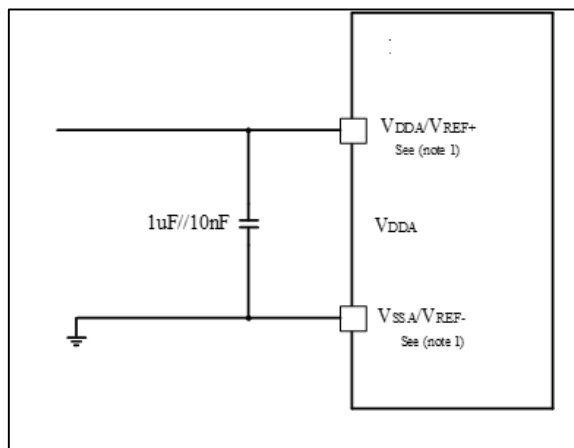 VDDA/VREF+
See (note 1)
1uF//10nF
VDDA
VSSA/VREF-
See (note 1)